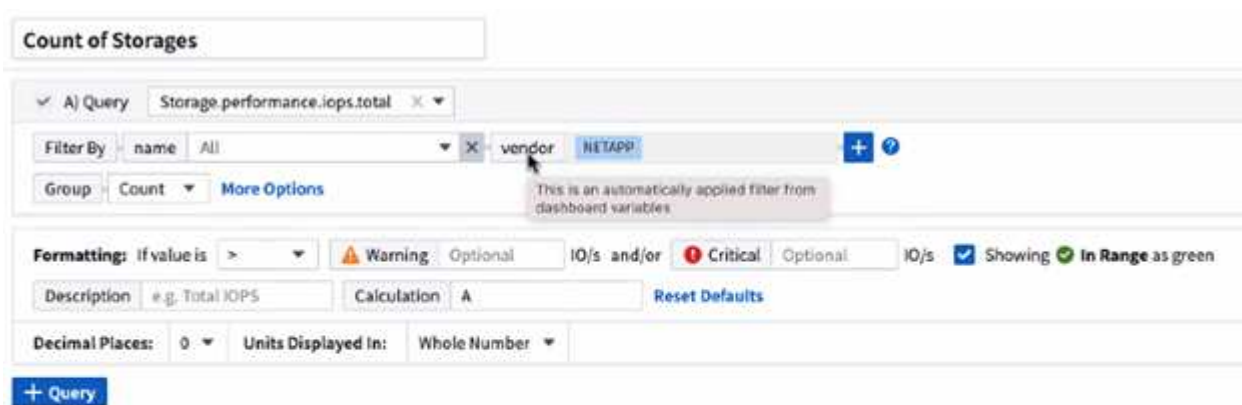 Count of Storages
A) Query Storage.performance.iops.total
Filter By name All vendor NETAPP
This is an automatically applied filter from
dashboard variables
Group Count More Options
Formatting: If value is > Warning Optional IO/s and/or Critical Optional IO/s Showing In Range as green
Description e.g. Total IOPS Calculation A Reset Defaults
Decimal Places: 0 Units Displayed In: Whole Number
+ Query